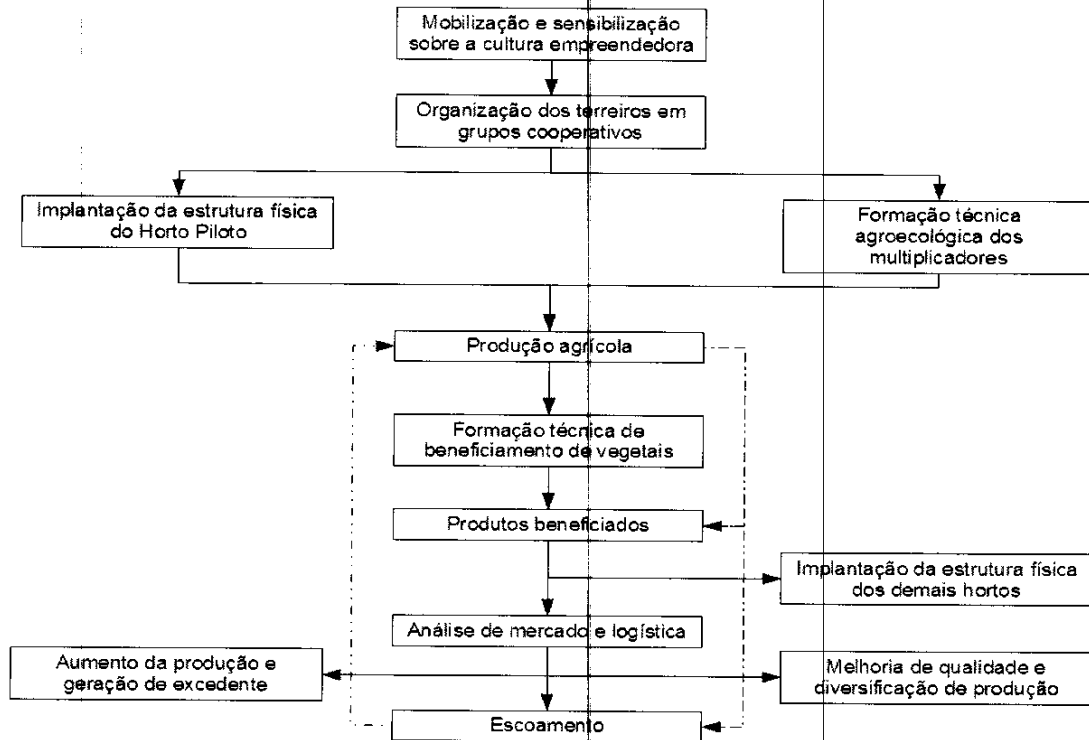 Mobilização e sensibilização
sobre a cultura empreendedora
Organização dos terreiros em
grupos cooperativos
Implantação da estrutura física
do Horto Piloto
Formação técnica
agroecológica dos
multiplicadores
Produção agrícola
Formação técnica de
beneficiamento de vegetais
Produtos beneficiados
Implantação da estrutura física
dos demais hortos
Análise de mercado e logística
Aumento da produção e
geração de excedente
Melhoria de qualidade e
diversificação de produção
Escoamento